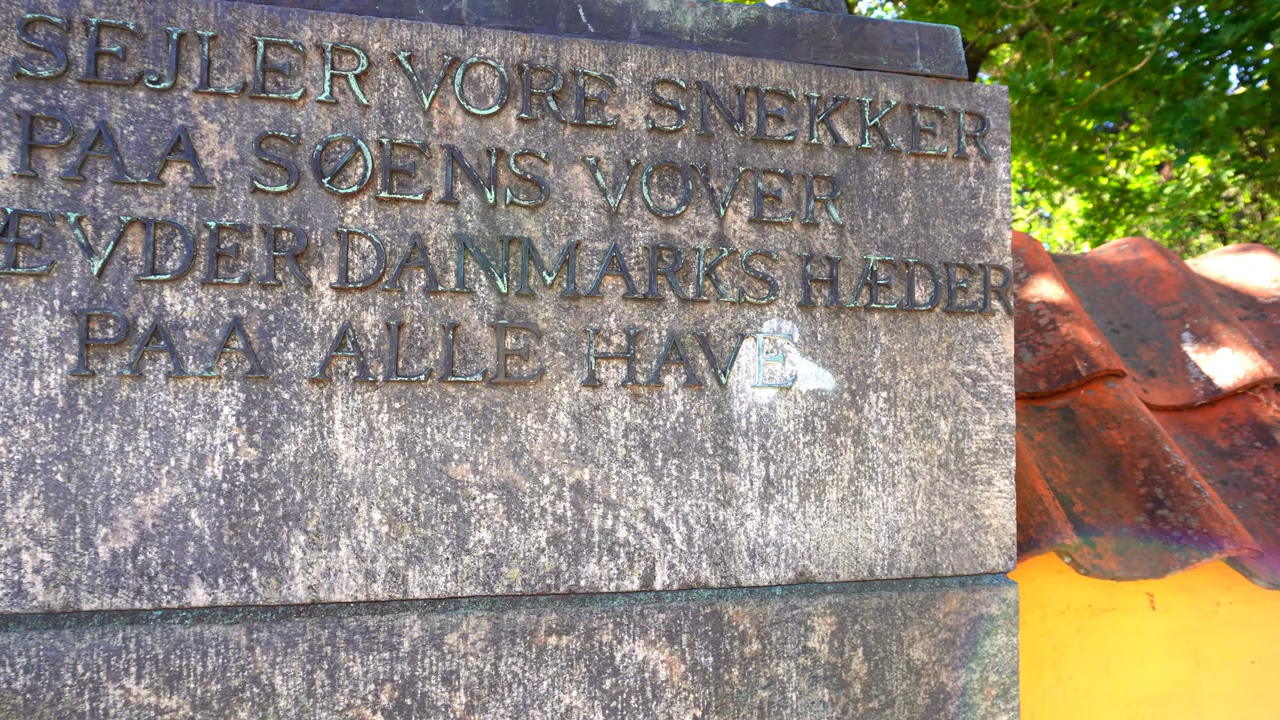 SEJLER VORE SNEKKER
PAA SØENS VOVER
ÆVDER DANMARKS HÆDER
PAA ALLE HAVE